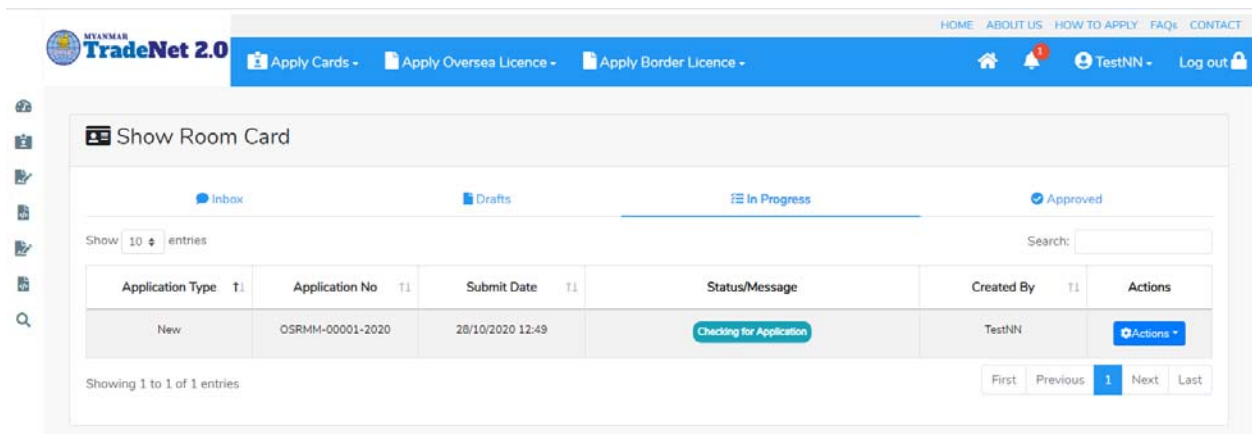 HOME ABOUT US HOW TO APPLY FAQs CONTACT
MYANMAR
TradeNet 2.0
Apply Cards Apply Oversea Licence Apply Border Licence 1 TestNN Log out
Show Room Card
Inbox Drafts In Progress Approved
Show 10 entries Search:
Application Type Application No Submit Date Status/Message Created By Actions
New OSRMM-00001-2020 28/10/2020 12:49 Checking for Application TestNN Actions
Showing 1 to 1 of 1 entries First Previous 1 Next Last